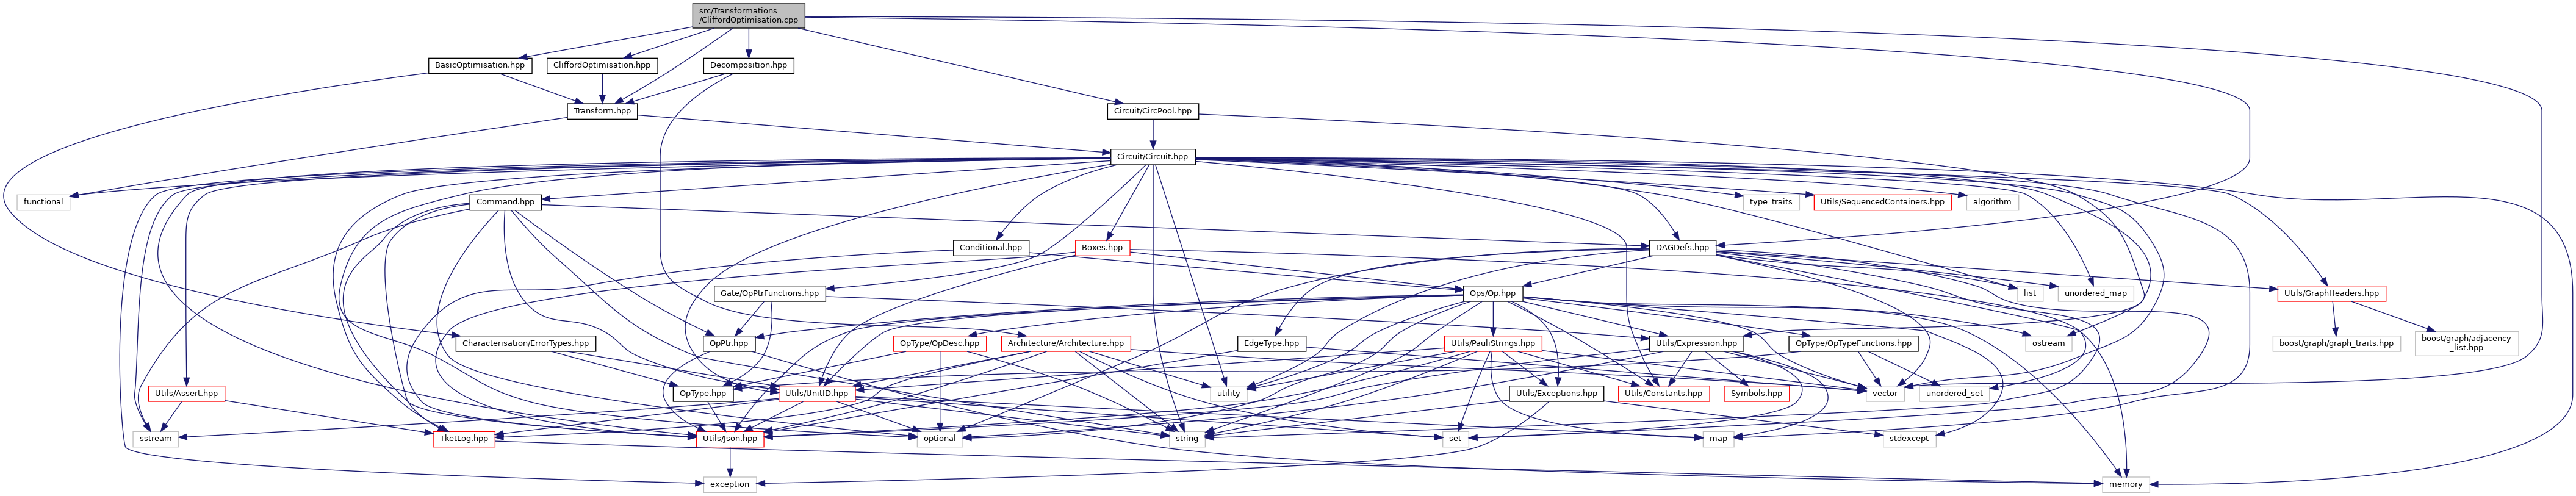 src/Transformations
/CliffordOptimisation.cpp
BasicOptimisation.hpp
CliffordOptimisation.hpp
Decomposition.hpp
Transform.hpp
Circuit/CircPool.hpp
Circuit/Circuit.hpp
functional
Command.hpp
type_traits
Utils/SequencedContainers.hpp
algorithm
Conditional.hpp
Boxes.hpp
DAGDefs.hpp
Gate/OpPtrFunctions.hpp
Ops/Op.hpp
list
unordered_map
Utils/GraphHeaders.hpp
Characterisation/ErrorTypes.hpp
OpPtr.hpp
OpType/OpDesc.hpp
Architecture/Architecture.hpp
EdgeType.hpp
Utils/PauliStrings.hpp
Utils/Expression.hpp
OpType/OpTypeFunctions.hpp
ostream
boost/graph/graph_traits.hpp
boost/graph/adjacency
_list.hpp
Utils/Assert.hpp
OpType.hpp
Utils/UnitID.hpp
utility
Utils/Exceptions.hpp
Utils/Constants.hpp
Symbols.hpp
vector
unordered_set
sstream
TketLog.hpp
Utils/Json.hpp
optional
string
set
map
stdexcept
exception
memory